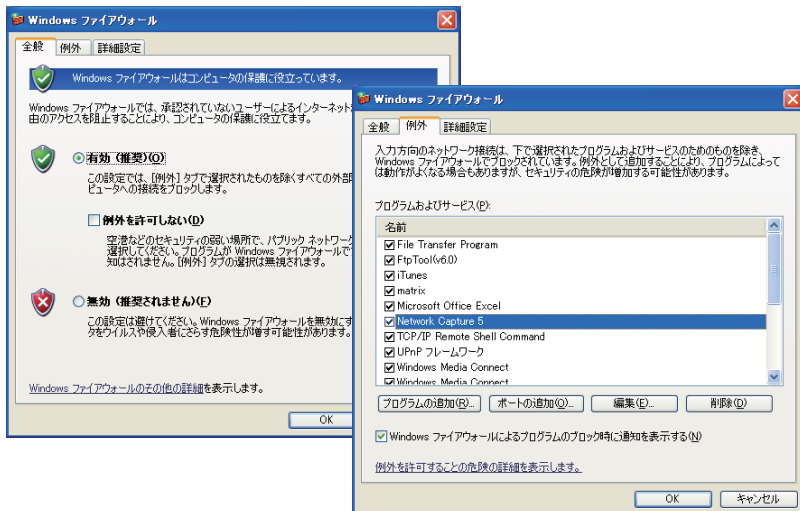 Windows ファイアウォール
全般
例外
詳細設定
Windows ファイアウォールはコンピュータの保護に役立っています。
Windows ファイアウォールでは、承認されていないユーザーによるインターネット
由のアクセスを阻止することにより、コンピュータの保護に役立てます。
有効 (推奨)(O)
この設定では、[例外] タブで選択されたものを除くすべての外部
ピュータへの接続をブロックします。
例外を許可しない(D)
空港などのセキュリティの弱い場所で、パブリック ネットワーク
選択してください。プログラムが Windows ファイアウォールで
知はされません。[例外] タブの選択は無視されます。
無効 (推奨されません)(F)
この設定は避けてください。Windows ファイアウォールを無効にす
タをウイルスや侵入者にさらす危険性が増す可能性があります。
Windows ファイアウォールのその他の詳細を表示します。
OK
Windows ファイアウォール
全般
例外
詳細設定
入力方向のネットワーク接続は、下で選択されたプログラムおよびサービスのためのものを除き、
Windows ファイアウォールでブロックされています。例外として追加することにより、プログラムによって
は動作がよくなる場合もありますが、セキュリティの危険が増加する可能性があります。
プログラムおよびサービス(P):
名前
File Transfer Program
FtpTool(v6.0)
iTunes
matrix
Microsoft Office Excel
Network Capture 5
TCP/IP Remote Shell Command
UPnP フレームワーク
Windows Media Connect
Windows Media Connect
プログラムの追加(R)...
ポートの追加(O)...
編集(E)...
削除(D)
Windows ファイアウォールによるプログラムのブロック時に通知を表示する(N)
例外を許可することの危険の詳細を表示します。
OK
キャンセル